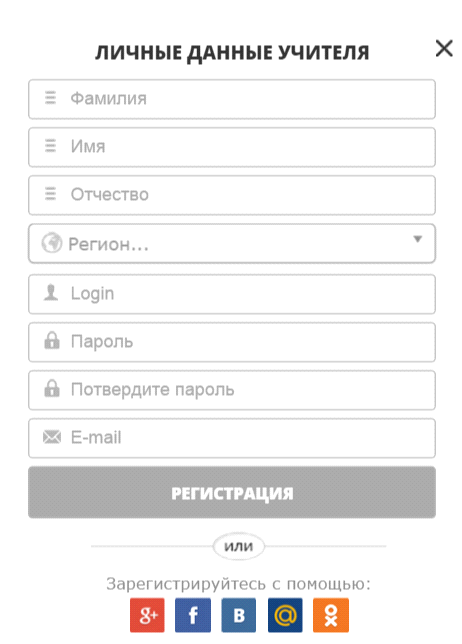 ЛИЧНЫЕ ДАННЫЕ УЧИТЕЛЯ
Фамилия
Имя
Отчество
Регион...
Login
Пароль
Потвердите пароль
E-mail
РЕГИСТРАЦИЯ
или
Зарегистрируйтесь с помощью:
g+ f B @